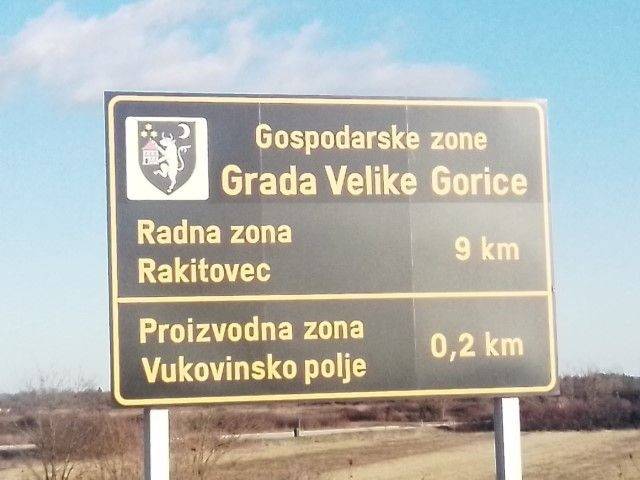 Gospodarske zone
Grada Velike Gorice
Radna zona
Rakitovec
9 km
Proizvodna zona
Vukovinsko polje
0,2 km